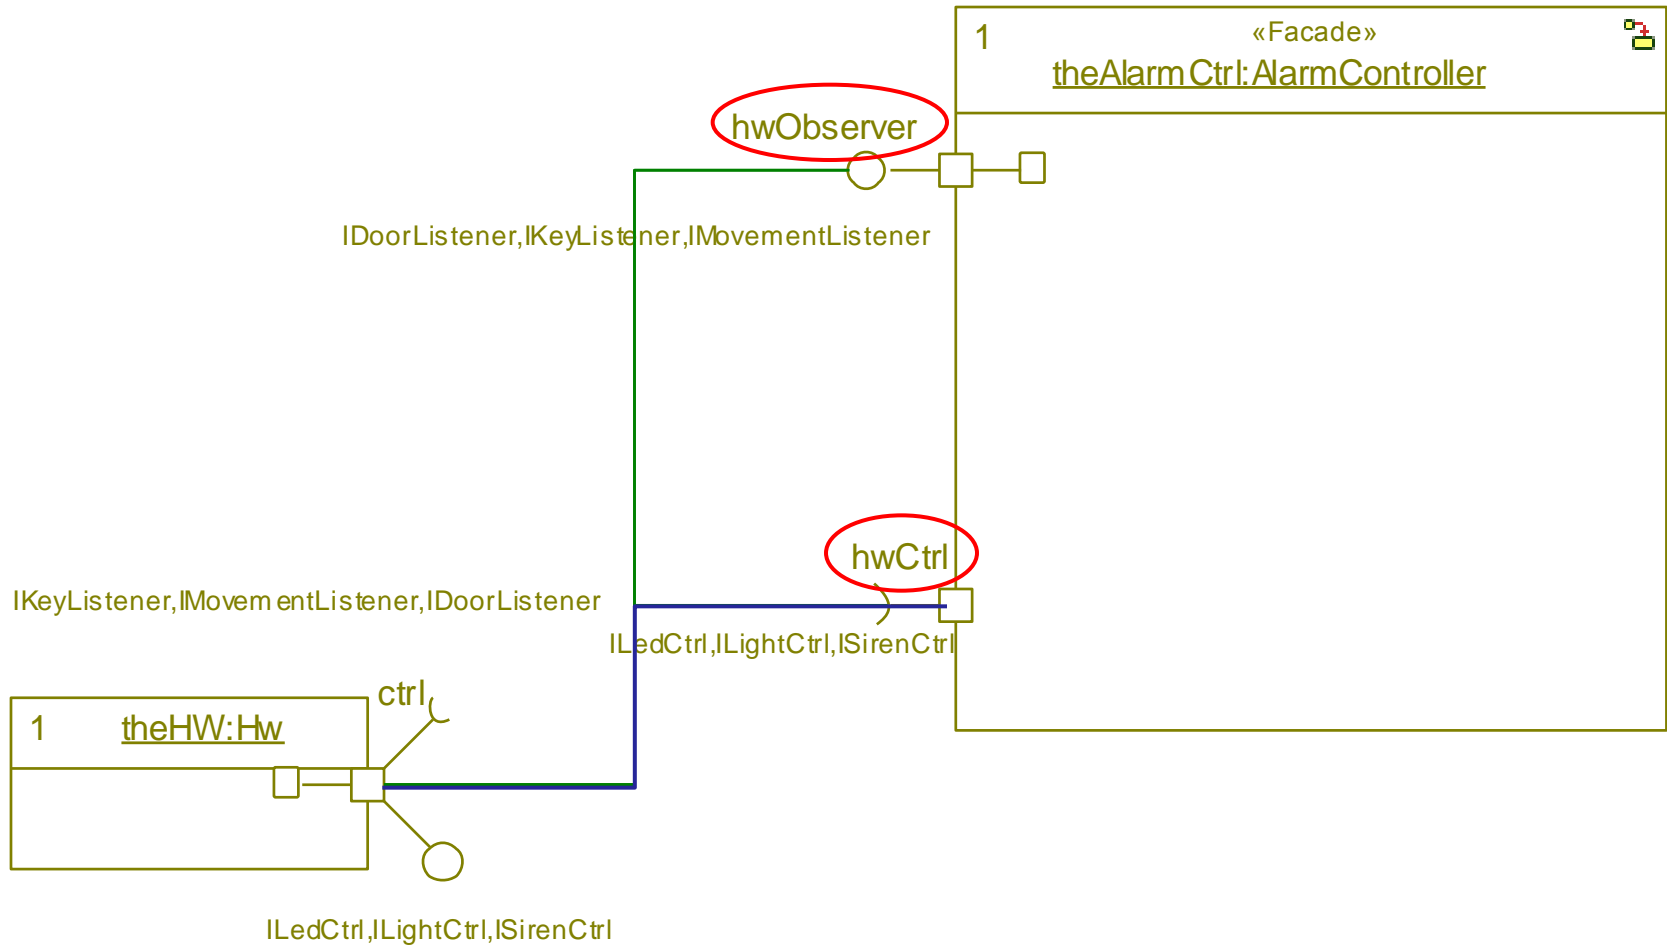 1
«Facade»
theAlarmCtrl:AlarmController
hwObserver
IDoorListener,IKeyListener,IMovementListener
hwCtrl
IKeyListener,IMovementListener,IDoorListener
ILedCtrl,ILightCtrl,ISirenCtrl
ctrl
1 theHW:Hw
ILedCtrl,ILightCtrl,ISirenCtrl